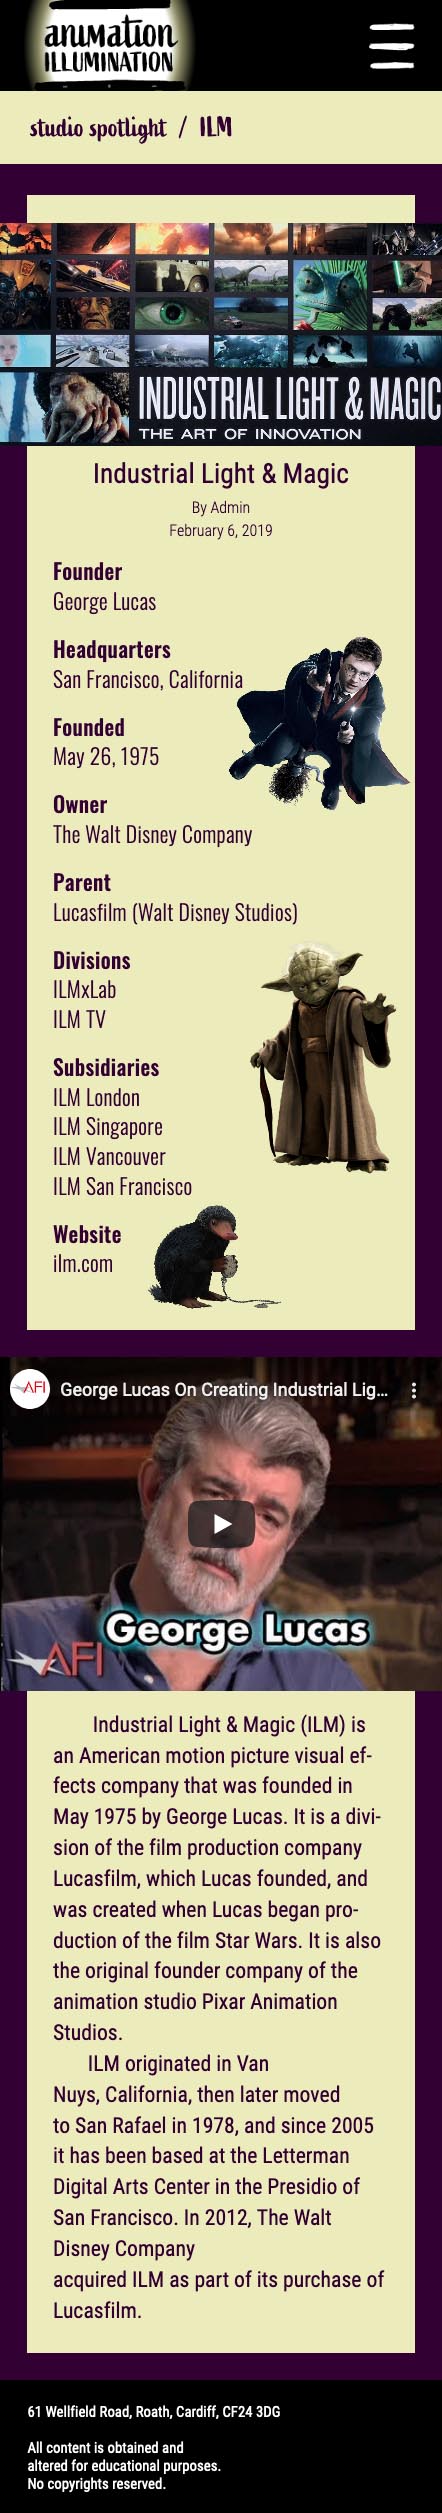 anımation
ILLUMINATION
studio spotlight / ILM
INDUSTRIAL LIGHT & MAGIC
THE ART OF INNOVATION
Industrial Light & Magic
By Admin
February 6, 2019
Founder
George Lucas
Headquarters
San Francisco, California
Founded
May 26, 1975
Owner
The Walt Disney Company
Parent
Lucasfilm (Walt Disney Studios)
Divisions
ILMxLab
ILM TV
Subsidiaries
ILM London
ILM Singapore
ILM Vancouver
ILM San Francisco
Website
ilm.com
AFI George Lucas On Creating Industrial Lig...
George Lucas
AFI
Industrial Light & Magic (ILM) is
an American motion picture visual ef-
fects company that was founded in
May 1975 by George Lucas. It is a divi-
sion of the film production company
Lucasfilm, which Lucas founded, and
was created when Lucas began pro-
duction of the film Star Wars. It is also
the original founder company of the
animation studio Pixar Animation
Studios.
ILM originated in Van
Nuys, California, then later moved
to San Rafael in 1978, and since 2005
it has been based at the Letterman
Digital Arts Center in the Presidio of
San Francisco. In 2012, The Walt
Disney Company
acquired ILM as part of its purchase of
Lucasfilm.
61 Wellfield Road, Roath, Cardiff, CF24 3DG
All content is obtained and
altered for educational purposes.
No copyrights reserved.